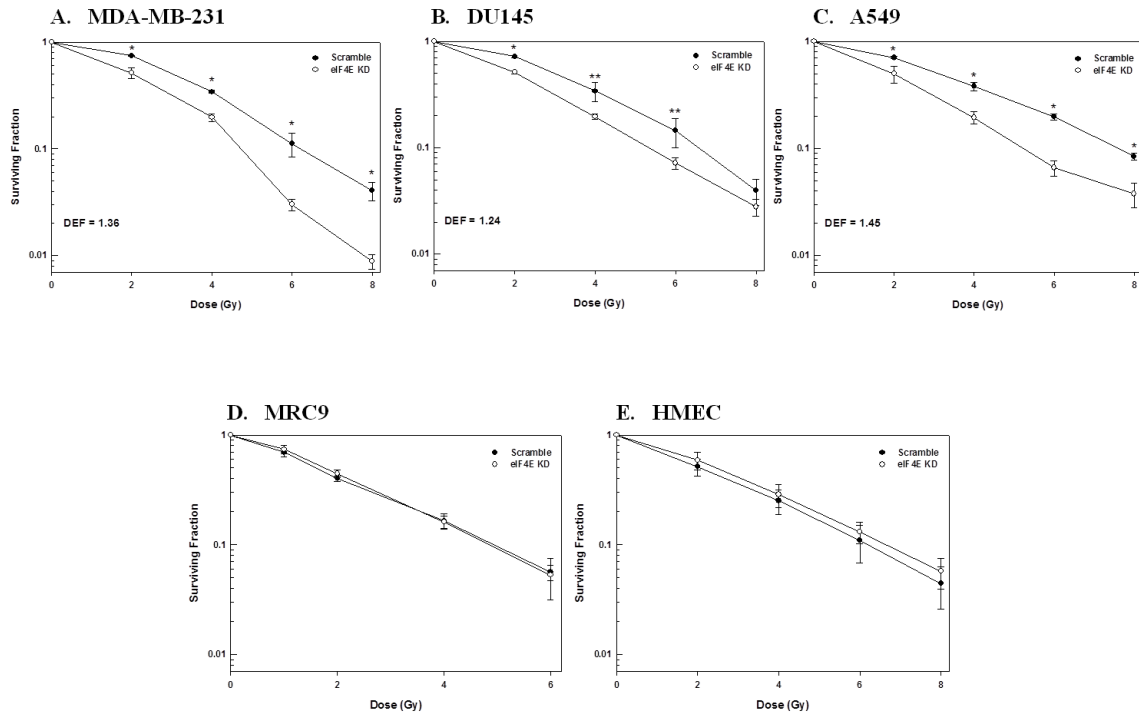 A. MDA-MB-231
1
0.1
0.01
Surviving Fraction
* * * *
Scramble
eIF4E KD
DEF = 1.36
0 2 4 6 8
Dose (Gy)
B. DU145
1
0.1
0.01
Surviving Fraction
* ** **
Scramble
eIF4E KD
DEF = 1.24
0 2 4 6 8
Dose (Gy)
C. A549
1
0.1
0.01
Surviving Fraction
* * * *
Scramble
eIF4E KD
DEF = 1.45
0 2 4 6 8
Dose (Gy)
D. MRC9
1
0.1
0.01
Surviving Fraction
Scramble
eIF4E KD
0 2 4 6
Dose (Gy)
E. HMEC
1
0.1
0.01
Surviving Fraction
Scramble
eIF4E KD
0 2 4 6 8
Dose (Gy)